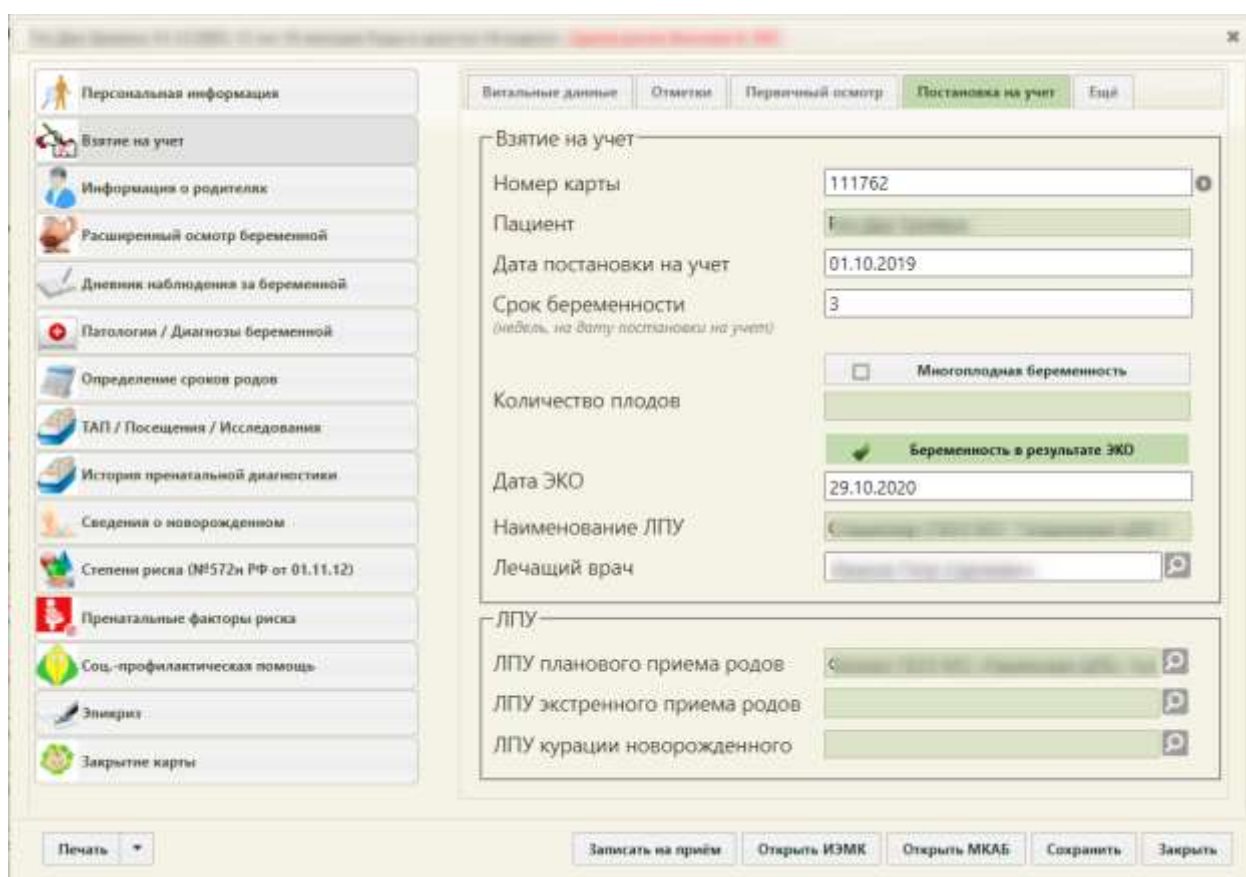 Персональная информация
Взятие на учет
Информация о родителях
Расширенный осмотр беременной
Дневник наблюдения за беременной
Патологии / Диагнозы беременной
Определение сроков родов
ТАП / Посещения / Исследования
История пренатальной диагностики
Сведения о новорожденном
Степени риска (№572н РФ от 01.11.12)
Пренатальные факторы риска
Соц.-профилактическая помощь
Эпикриз
Закрытие карты
Витальные данные Отметки Первичный осмотр Постановка на учет Ещё
Взятие на учет
Номер карты 111762
Пациент
Дата постановки на учет 01.10.2019
Срок беременности 3
(недель, на дату постановки на учет)
Многоплодная беременность
Количество плодов
Беременность в результате ЭКО
Дата ЭКО 29.10.2020
Наименование ЛПУ
Лечащий врач
ЛПУ
ЛПУ планового приема родов
ЛПУ экстренного приема родов
ЛПУ курации новорожденного
Печать Записать на приём Открыть ИЭМК Открыть МКАБ Сохранить Закрыть